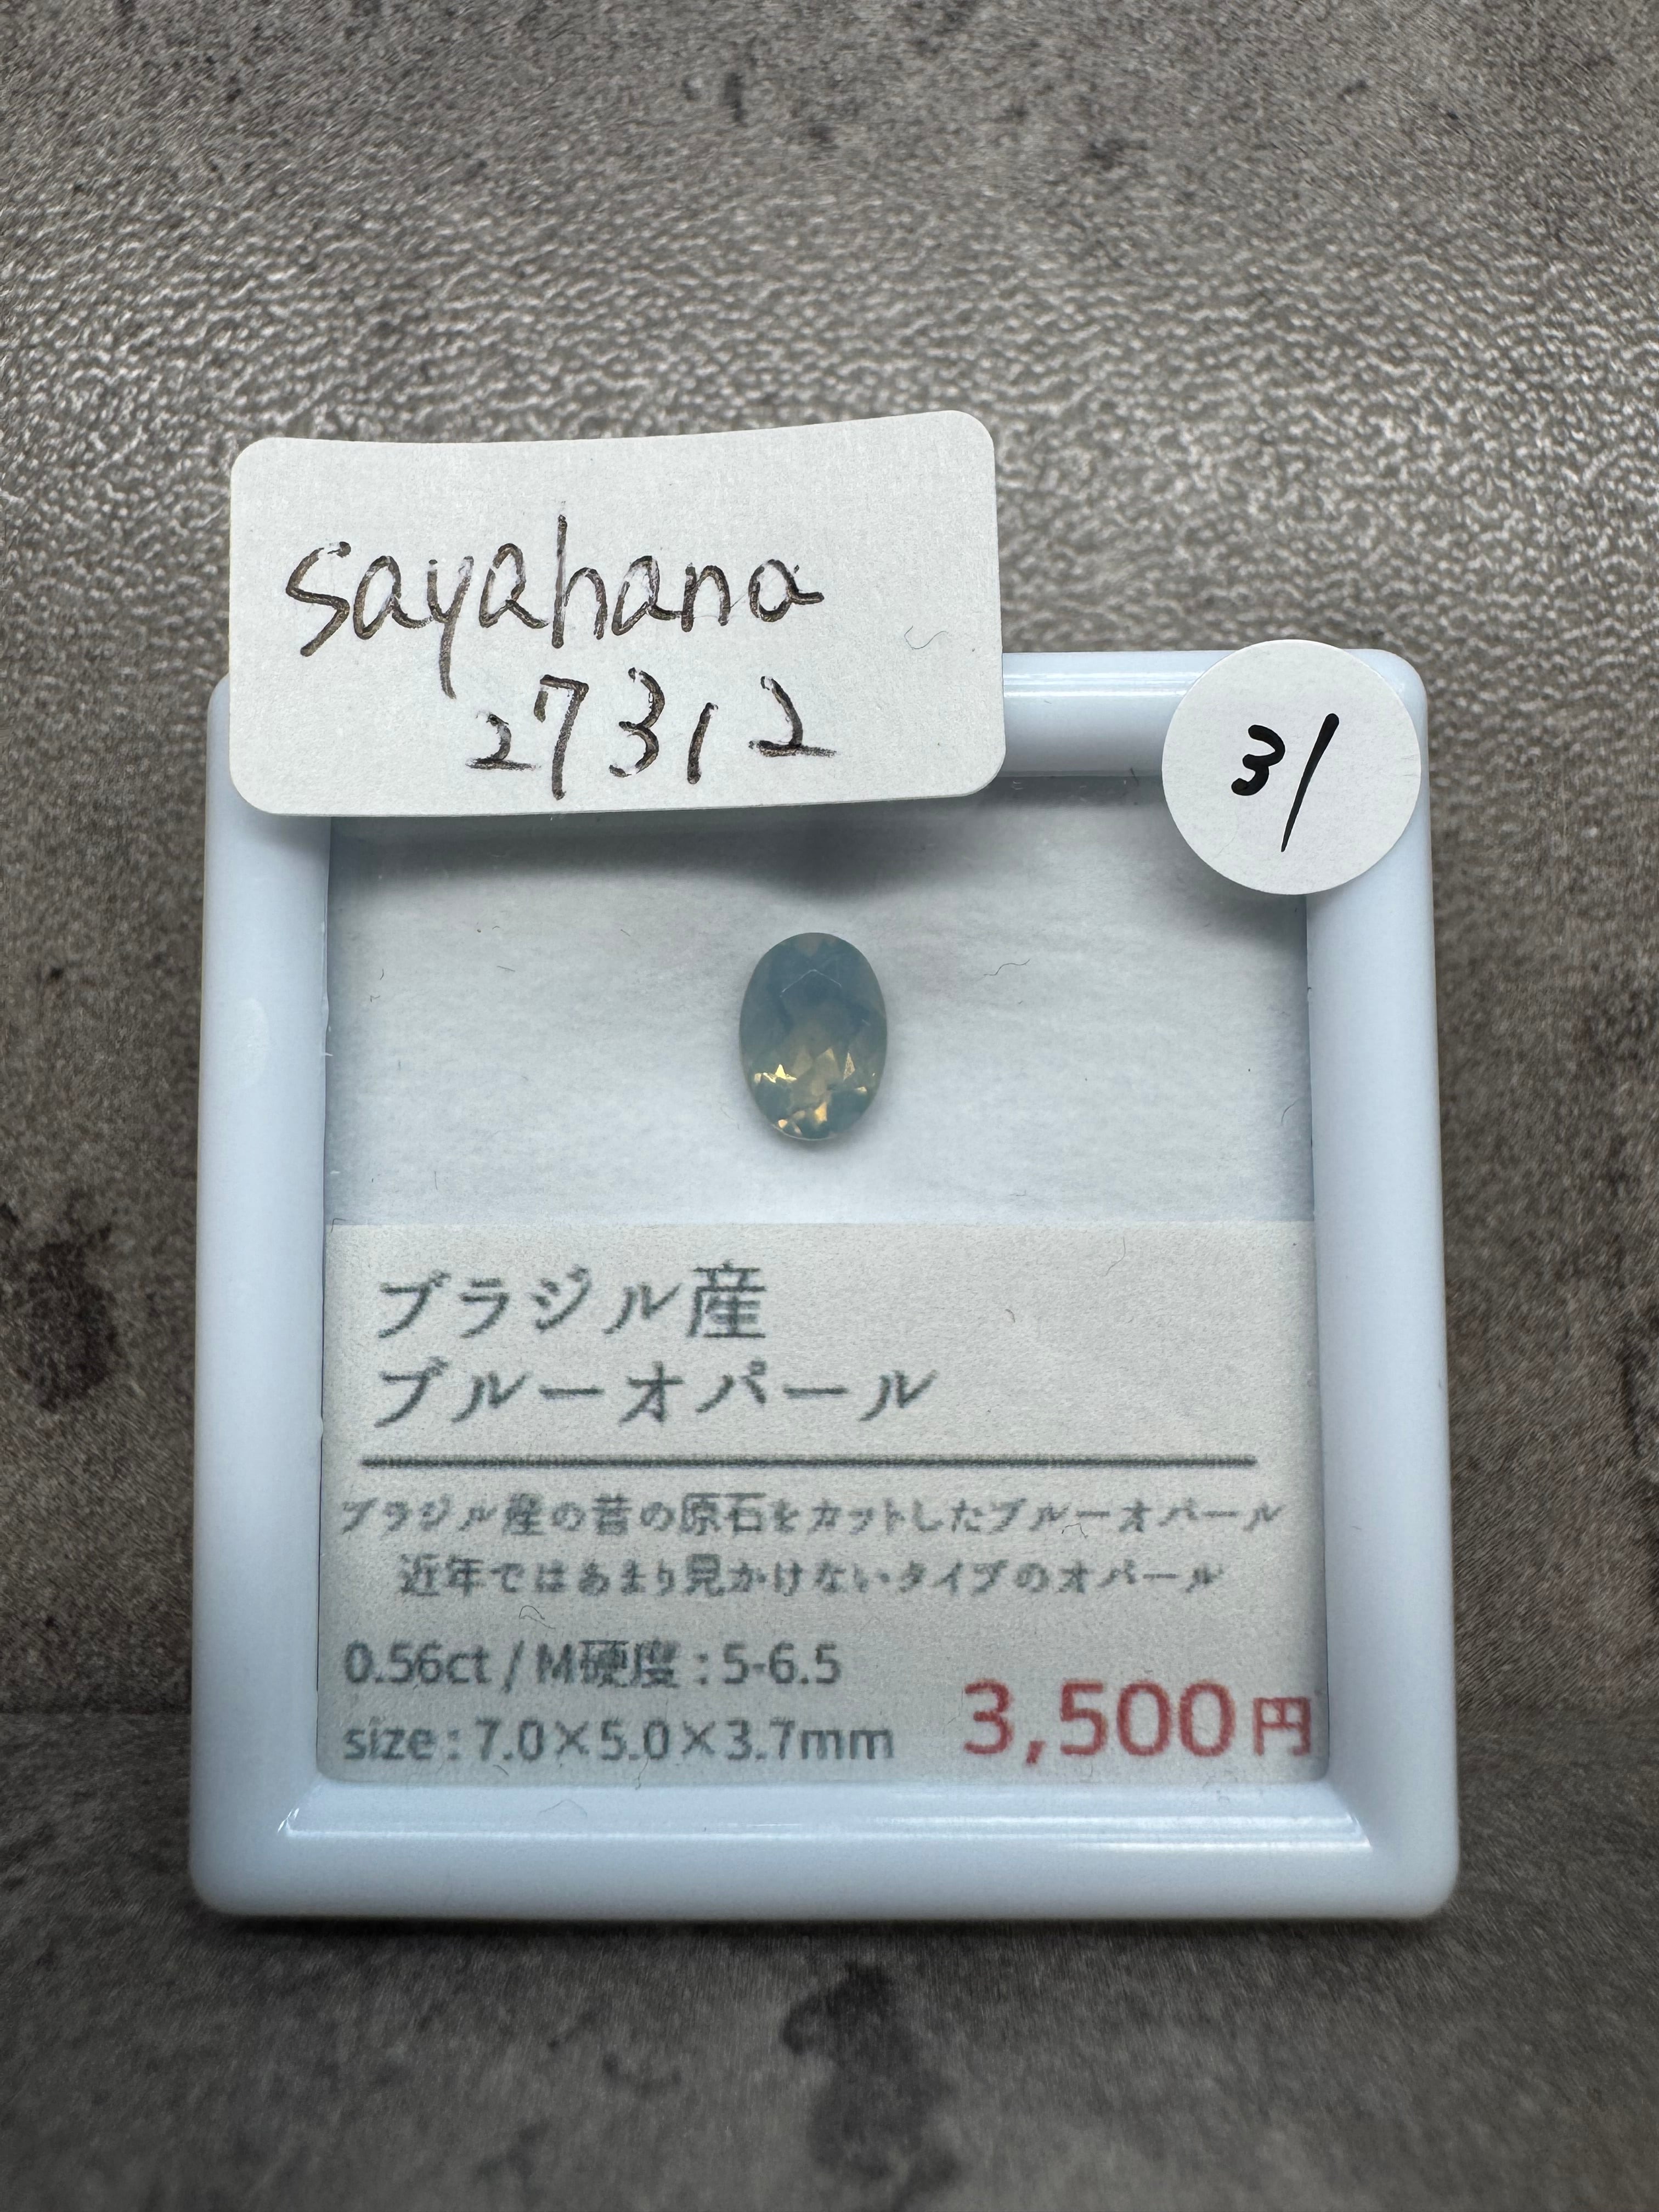 sayahana
27312
31
ブラジル産
ブルーオパール
ブラジル産の昔の原石をカットしたブルーオパール
近年ではあまり見かけないタイプのオパール
0.56ct / M硬度 : 5-6.5
size : 7.0×5.0×3.7mm
3,500円